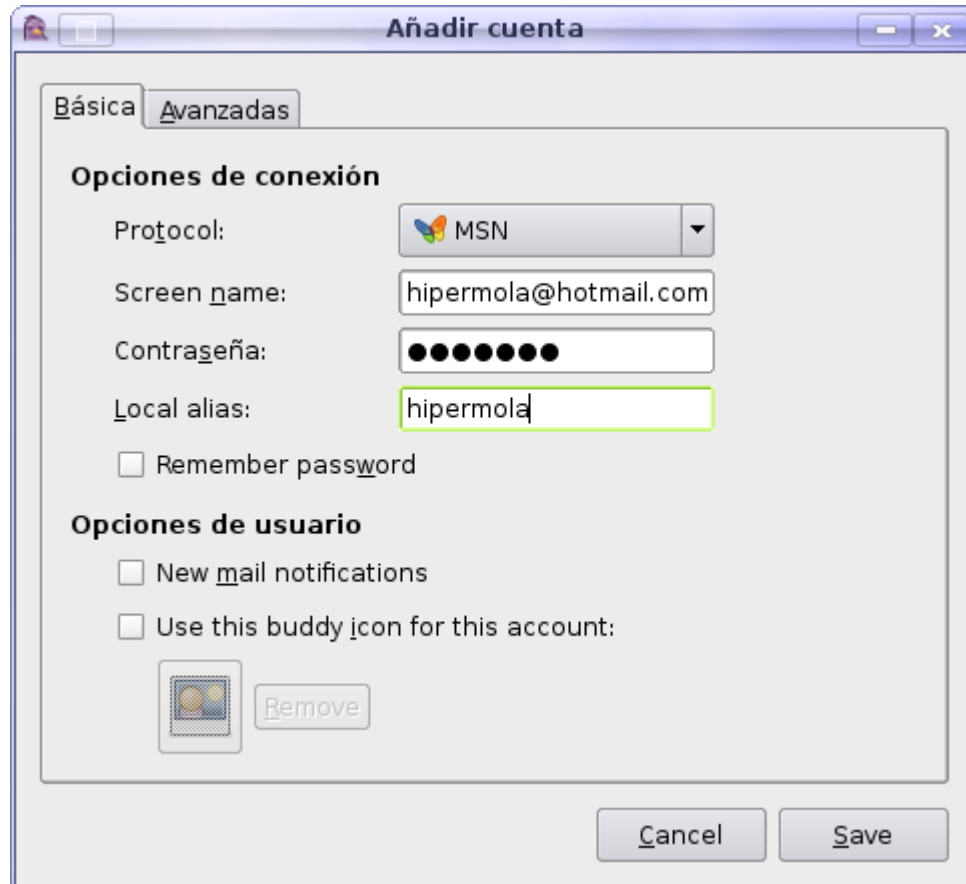 Añadir cuenta
Básica Avanzadas
Opciones de conexión
Protocol: MSN
Screen name: hipermola@hotmail.com
Contraseña: ●●●●●●●
Local alias: hipermola
Remember password
Opciones de usuario
New mail notifications
Use this buddy icon for this account:
Remove
Cancel Save